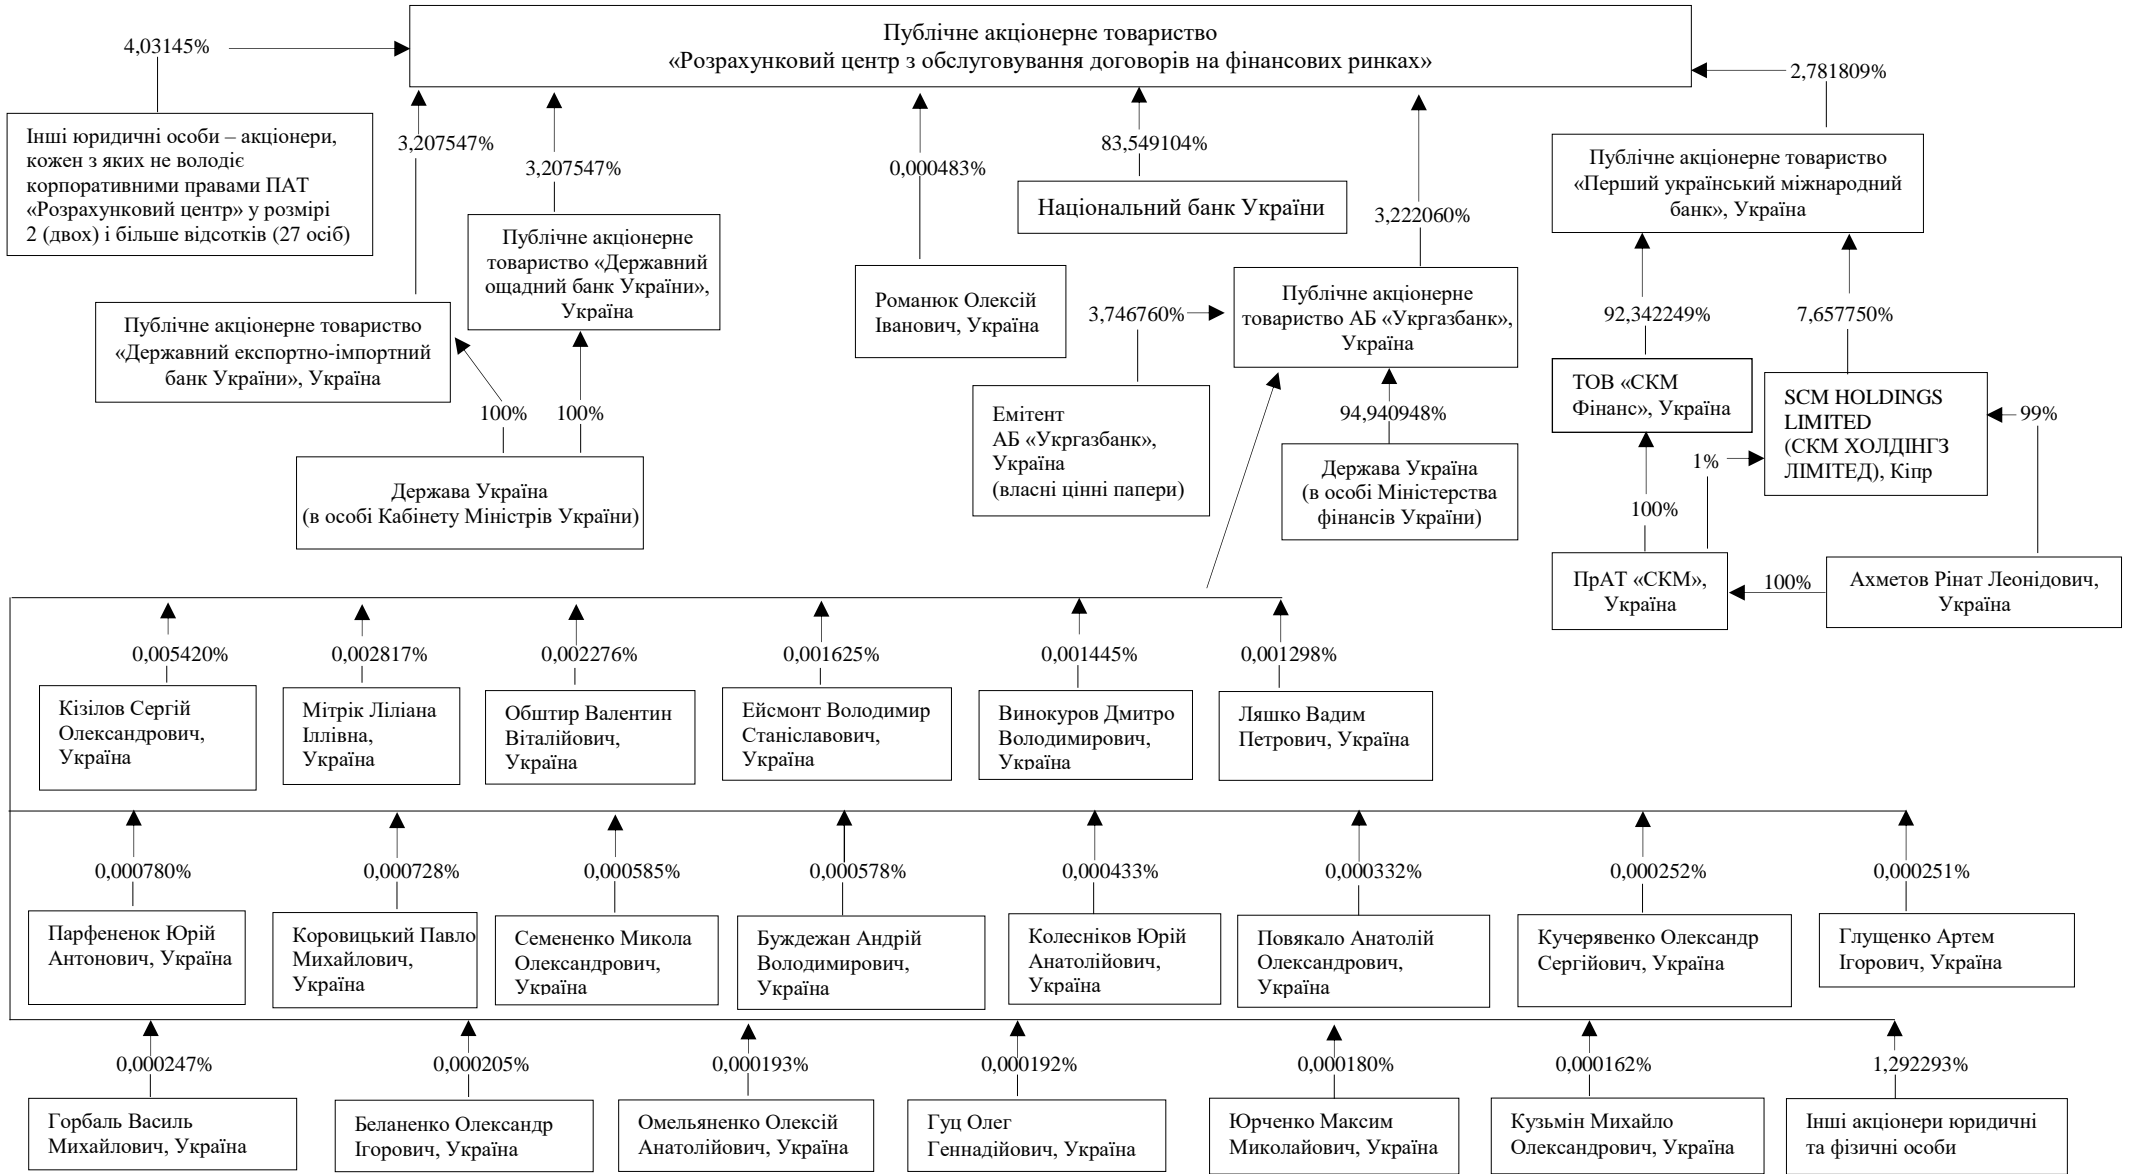 Публічне акціонерне товариство
«Розрахунковий центр з обслуговування договорів на фінансових ринках»
4,03145%
2,781809%
Інші юридичні особи – акціонери,
кожен з яких не володіє
корпоративними правами ПАТ
«Розрахунковий центр» у розмірі
2 (двох) і більше відсотків (27 осіб)
3,207547%
3,207547%
0,000483%
83,549104%
3,222060%
Публічне акціонерне товариство
«Перший український міжнародний
банк», Україна
Національний банк України
Публічне акціонерне
товариство «Державний
ощадний банк України»,
Україна
Публічне акціонерне товариство
«Державний експортно-імпортний
банк України», Україна
Романюк Олексій
Іванович, Україна
3,746760%
Публічне акціонерне
товариство АБ «Укргазбанк»,
Україна
92,342249%
7,657750%
100%
100%
Держава Україна
(в особі Кабінету Міністрів України)
Емітент
АБ «Укргазбанк»,
Україна
(власні цінні папери)
94,940948%
Держава Україна
(в особі Міністерства
фінансів України)
ТОВ «СКМ
Фінанс», Україна
SCM HOLDINGS
LIMITED
(СКМ ХОЛДІНГЗ
ЛІМІТЕД), Кіпр
99%
1%
100%
ПрАТ «СКМ»,
Україна
100%
Ахметов Рінат Леонідович,
Україна
0,005420%
0,002817%
0,002276%
0,001625%
0,001445%
0,001298%
Кізілов Сергій
Олександрович,
Україна
Мітрік Ліліана
Іллівна,
Україна
Обштир Валентин
Віталійович,
Україна
Ейсмонт Володимир
Станіславович,
Україна
Винокуров Дмитро
Володимирович,
Україна
Ляшко Вадим
Петрович, Україна
0,000780%
0,000728%
0,000585%
0,000578%
0,000433%
0,000332%
0,000252%
0,000251%
Парфененок Юрій
Антонович, Україна
Коровицький Павло
Михайлович,
Україна
Семененко Микола
Олександрович,
Україна
Буждежан Андрій
Володимирович,
Україна
Колесніков Юрій
Анатолійович,
Україна
Повякало Анатолій
Олександрович,
Україна
Кучерявенко Олександр
Сергійович, Україна
Глущенко Артем
Ігорович, Україна
0,000247%
0,000205%
0,000193%
0,000192%
0,000180%
0,000162%
1,292293%
Горбаль Василь
Михайлович, Україна
Беланенко Олександр
Ігорович, Україна
Омельяненко Олексій
Анатолійович, Україна
Гуц Олег
Геннадійович, Україна
Юрченко Максим
Миколайович, Україна
Кузьмін Михайло
Олександрович, Україна
Інші акціонери юридичні
та фізичні особи